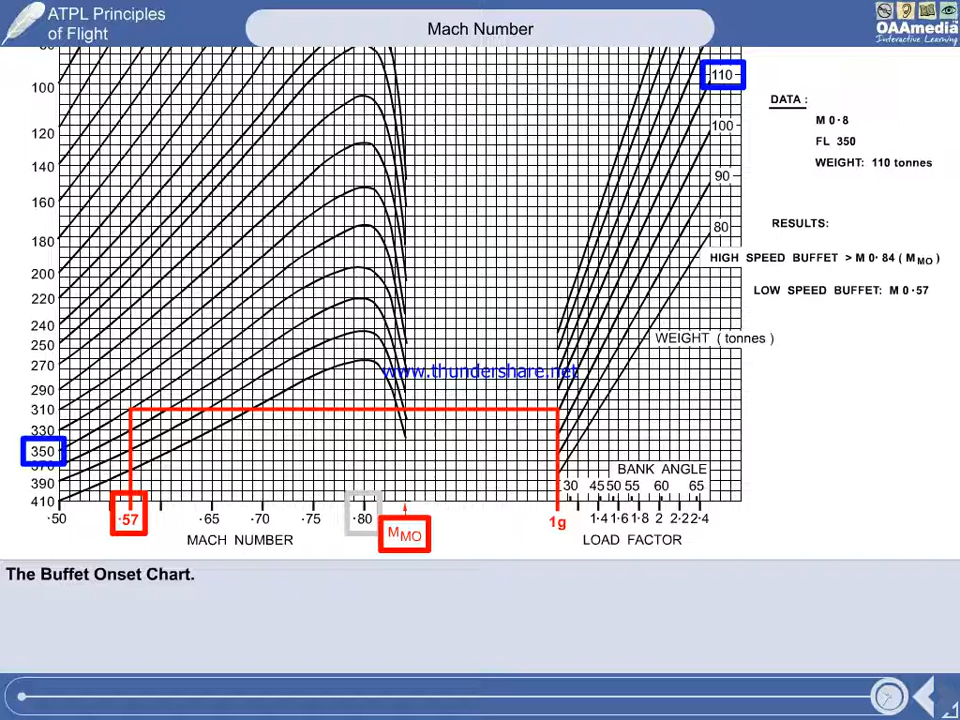 ATPL Principles
of Flight
Mach Number
OAAmedia
Interactive Learning
100
120
140
160
180
200
220
240
250
270
290
310
330
350
370
390
410
·50
·57
·65
·70
·75
·80
MMO
MACH NUMBER
www.thundershare.net
110
100
90
80
WEIGHT ( tonnes )
BANK ANGLE
30 45 50 55 60 65
1g
1·4 1·6 1·8 2 2·2 2·4
LOAD FACTOR
DATA :
M 0·8
FL 350
WEIGHT: 110 tonnes
RESULTS:
HIGH SPEED BUFFET > M 0·84 ( MMO )
LOW SPEED BUFFET: M 0·57
The Buffet Onset Chart.